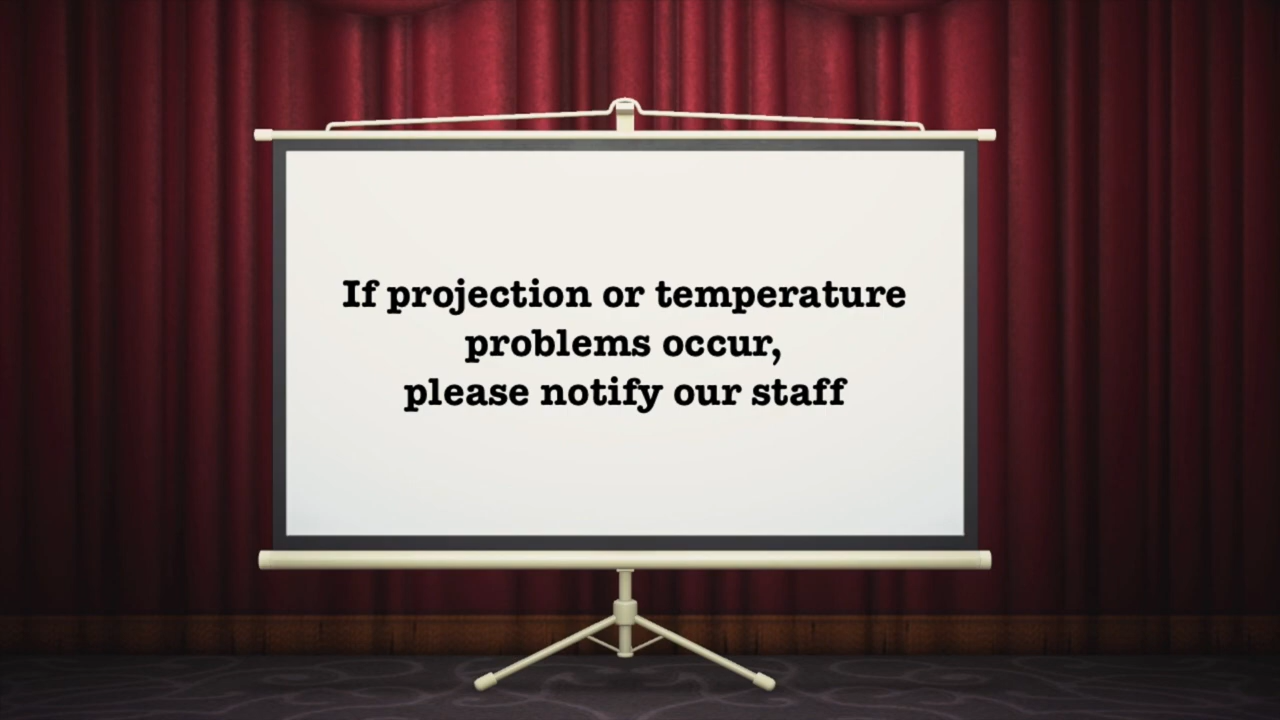 If projection or temperature
problems occur,
please notify our staff